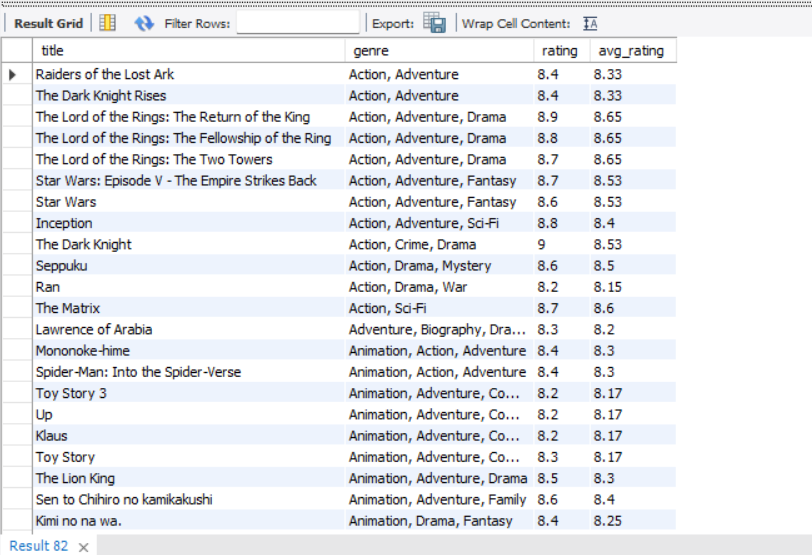 Result Grid Filter Rows: Export: Wrap Cell Content:
title genre rating avg_rating
Raiders of the Lost Ark Action, Adventure 8.4 8.33
The Dark Knight Rises Action, Adventure 8.4 8.33
The Lord of the Rings: The Return of the King Action, Adventure, Drama 8.9 8.65
The Lord of the Rings: The Fellowship of the Ring Action, Adventure, Drama 8.8 8.65
The Lord of the Rings: The Two Towers Action, Adventure, Drama 8.7 8.65
Star Wars: Episode V - The Empire Strikes Back Action, Adventure, Fantasy 8.7 8.53
Star Wars Action, Adventure, Fantasy 8.6 8.53
Inception Action, Adventure, Sci-Fi 8.8 8.4
The Dark Knight Action, Crime, Drama 9 8.53
Seppuku Action, Drama, Mystery 8.6 8.5
Ran Action, Drama, War 8.2 8.15
The Matrix Action, Sci-Fi 8.7 8.6
Lawrence of Arabia Adventure, Biography, Dra... 8.3 8.2
Mononoke-hime Animation, Action, Adventure 8.4 8.3
Spider-Man: Into the Spider-Verse Animation, Action, Adventure 8.4 8.3
Toy Story 3 Animation, Adventure, Co... 8.2 8.17
Up Animation, Adventure, Co... 8.2 8.17
Klaus Animation, Adventure, Co... 8.2 8.17
Toy Story Animation, Adventure, Co... 8.3 8.17
The Lion King Animation, Adventure, Drama 8.5 8.3
Sen to Chihiro no kamikakushi Animation, Adventure, Family 8.6 8.4
Kimi no na wa. Animation, Drama, Fantasy 8.4 8.25
Result 82